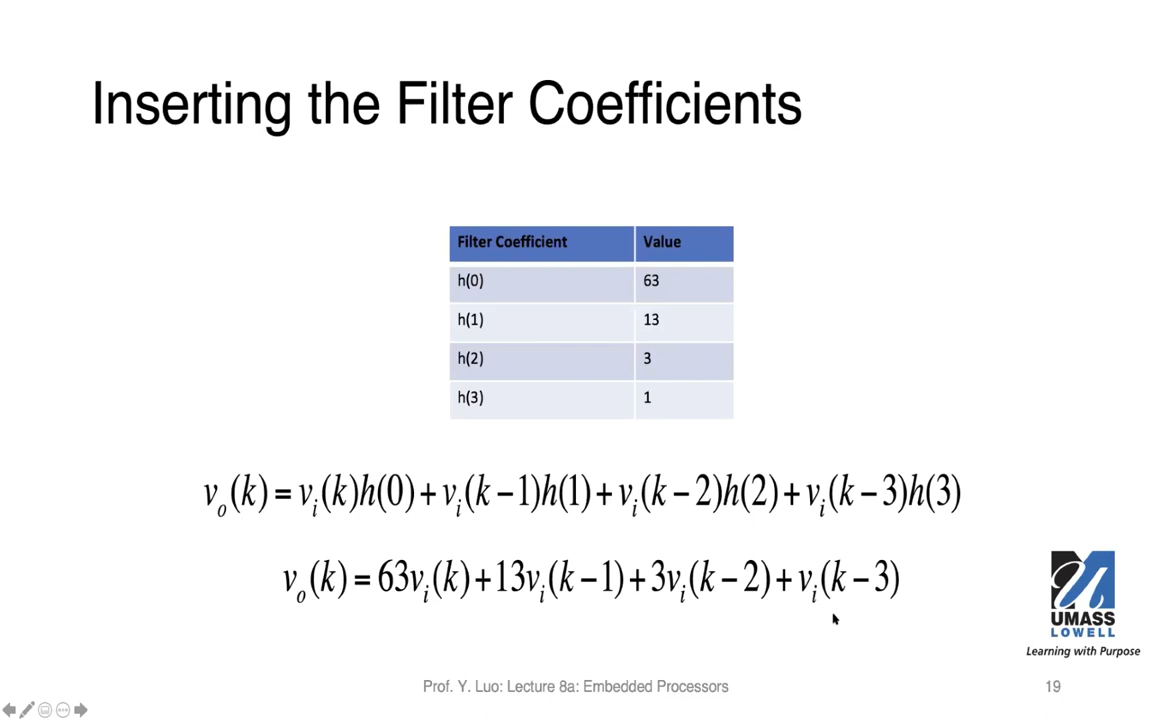 Inserting the Filter Coefficients
Filter Coefficient Value
h(0) 63
h(1) 13
h(2) 3
h(3) 1
v_o(k) = v_i(k)h(0) + v_i(k − 1)h(1) + v_i(k − 2)h(2) + v_i(k − 3)h(3)
v_o(k) = 63v_i(k) + 13v_i(k − 1) + 3v_i(k − 2) + v_i(k − 3)
UMASS
LOWELL
Learning with Purpose
Prof. Y. Luo: Lecture 8a: Embedded Processors 19